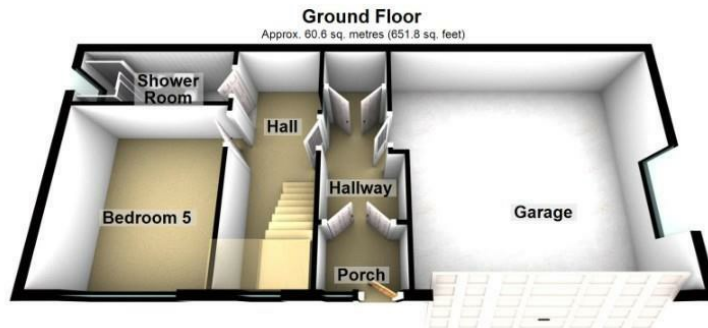 Ground Floor
Approx. 60.6 sq. metres (651.8 sq. feet)
Shower
Room
Hall
Hallway
Bedroom 5
Garage
Porch